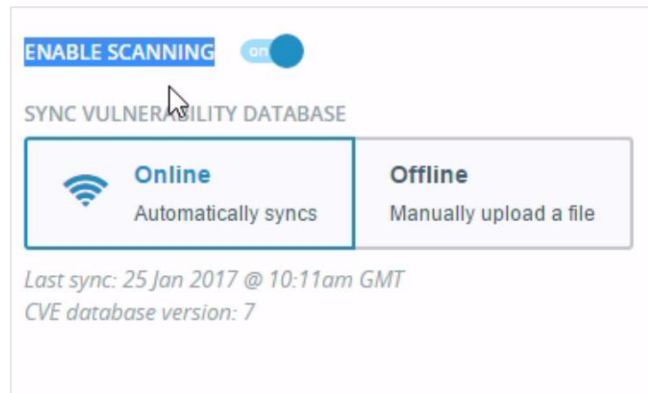 ENABLE SCANNING on
SYNC VULNERABILITY DATABASE
Online
Automatically syncs
Offline
Manually upload a file
Last sync: 25 Jan 2017 @ 10:11am GMT
CVE database version: 7